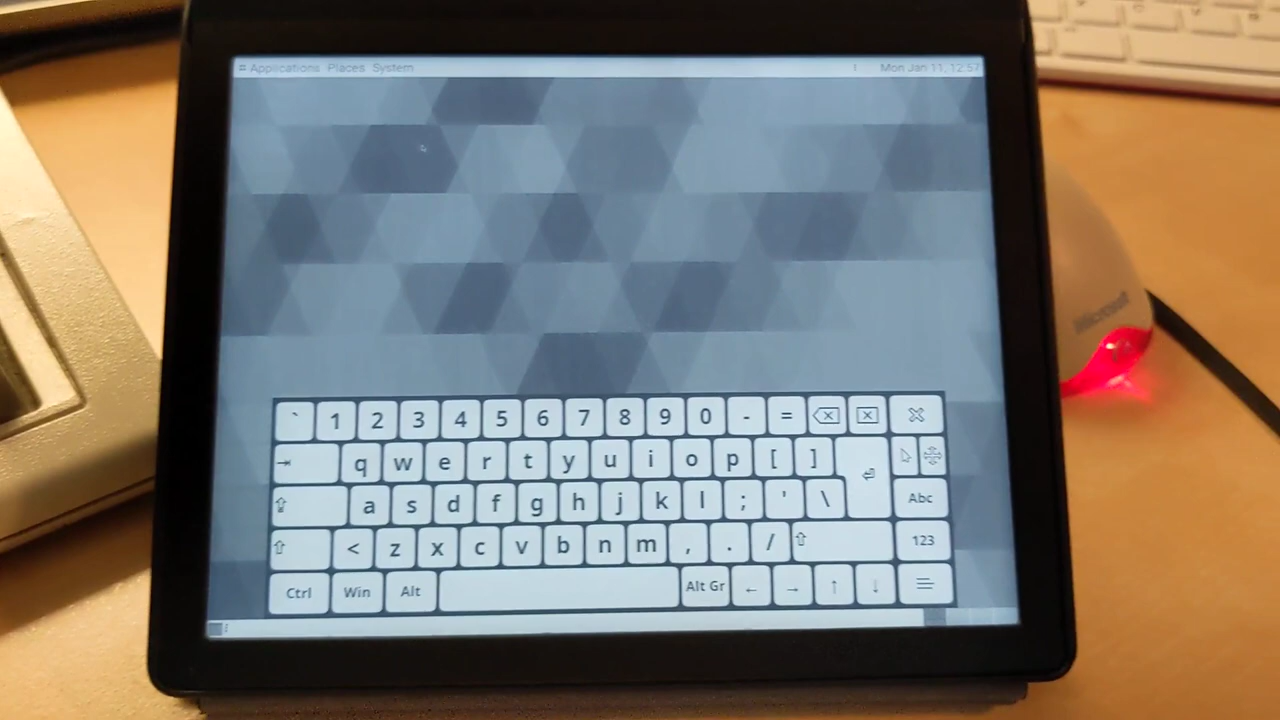 Applications Places System
Mon Jan 11, 12:57
` 1 2 3 4 5 6 7 8 9 0 - =
q w e r t y u i o p [ ]
a s d f g h j k l ; ' \ Abc
< z x c v b n m , . / 123
Ctrl Win Alt Alt Gr ← → ↑ ↓
Microsoft